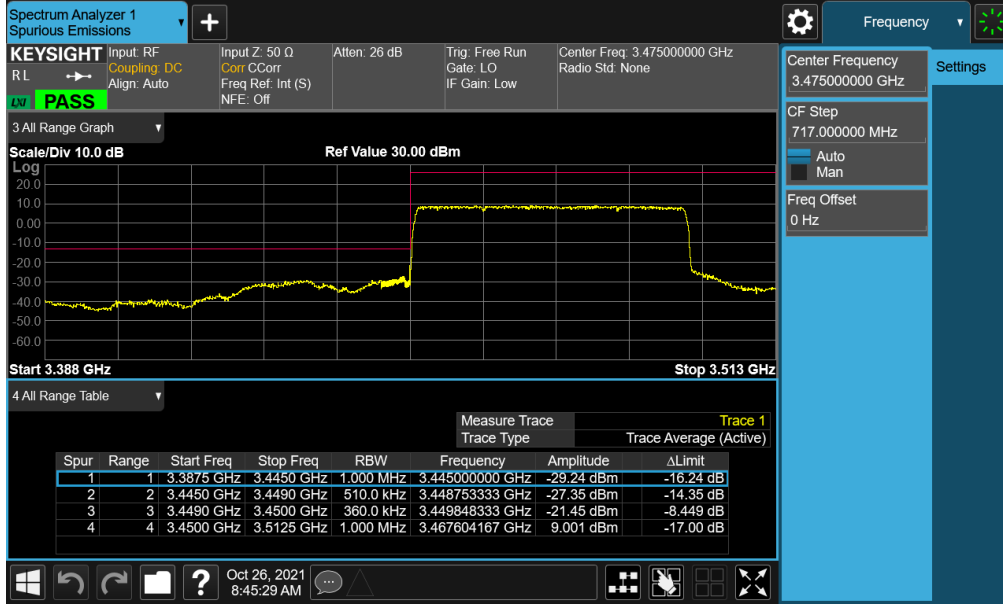 Spectrum Analyzer 1
Spurious Emissions
+
Frequency
KEYSIGHT Input: RF Input Z: 50 Ω Atten: 26 dB Trig: Free Run Center Freq: 3.475000000 GHz
RL Coupling: DC Corr CCorr Gate: LO Radio Std: None
Align: Auto Freq Ref: Int (S) IF Gain: Low
LXI PASS NFE: Off
Center Frequency
3.475000000 GHz
Settings
CF Step
717.000000 MHz
Auto
Man
Freq Offset
0 Hz
3 All Range Graph
Scale/Div 10.0 dB Ref Value 30.00 dBm
Log
20.0
10.0
0.00
-10.0
-20.0
-30.0
-40.0
-50.0
-60.0
Start 3.388 GHz Stop 3.513 GHz
4 All Range Table
Measure Trace Trace 1
Trace Type Trace Average (Active)
Spur Range Start Freq Stop Freq RBW Frequency Amplitude ΔLimit
1 1 3.3875 GHz 3.4450 GHz 1.000 MHz 3.445000000 GHz -29.24 dBm -16.24 dB
2 2 3.4450 GHz 3.4490 GHz 510.0 kHz 3.448753333 GHz -27.35 dBm -14.35 dB
3 3 3.4490 GHz 3.4500 GHz 360.0 kHz 3.449848333 GHz -21.45 dBm -8.449 dB
4 4 3.4500 GHz 3.5125 GHz 1.000 MHz 3.467604167 GHz 9.001 dBm -17.00 dB
? Oct 26, 2021
8:45:29 AM